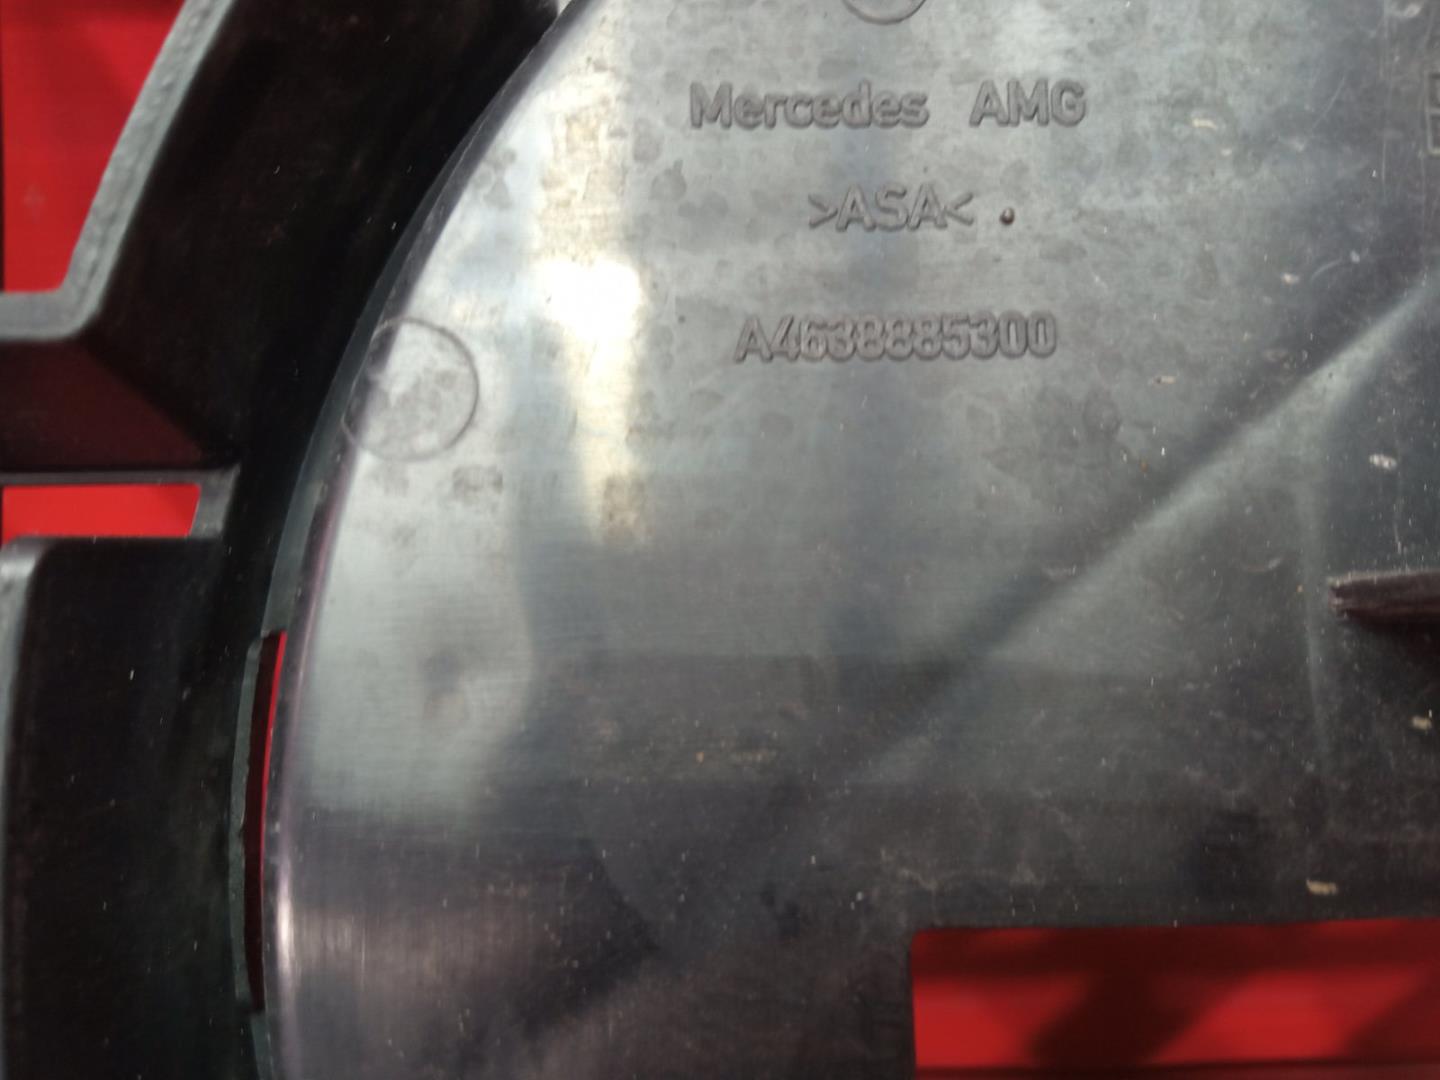 Mercedes AMG
>ASA<
A4638885300